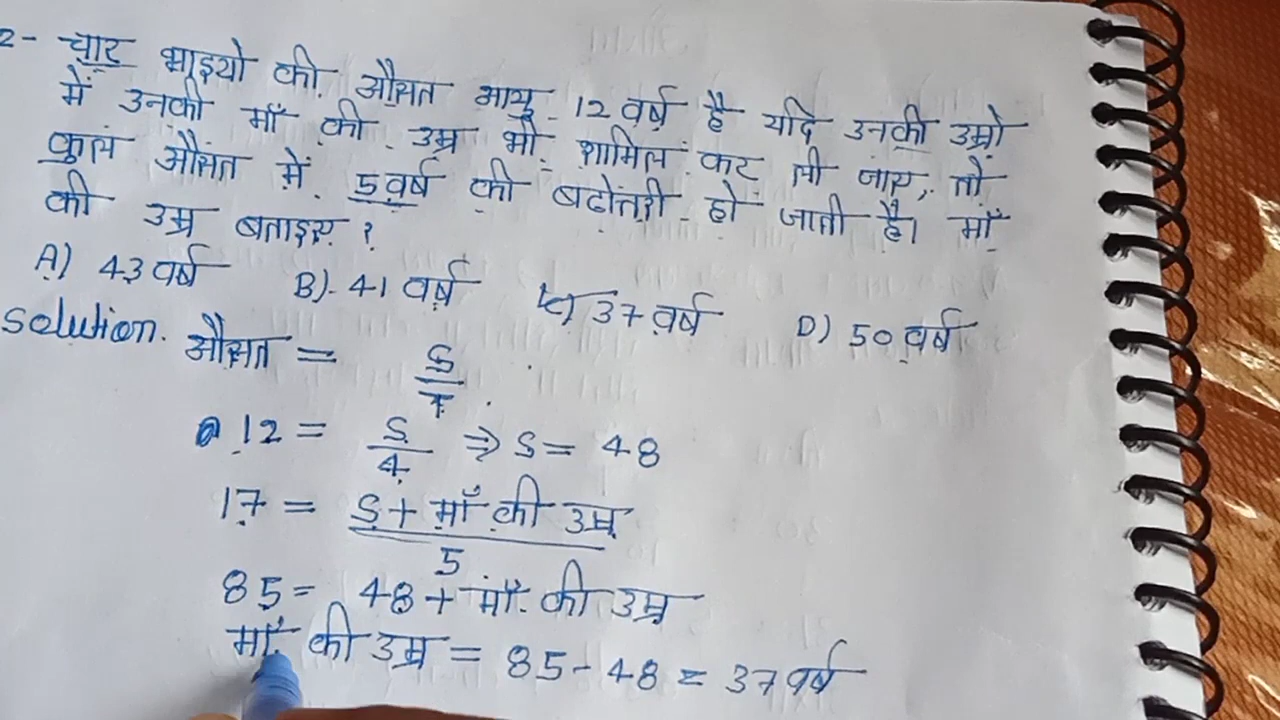 2- चार भाइयो की औसत आयु 12 वर्ष है यदि उनकी उम्रो
में उनकी माँ की उम्र भी शामिल कर ली जाए, तो
कुल औसत में 5 वर्ष की बढोत्तरी हो जाती है। माँ
की उम्र बताइए ?
A) 43 वर्ष B) 41 वर्ष C) 37 वर्ष D) 50 वर्ष
Solution. औसत = S/T
12 = S/4 ⇒ S = 48
17 = S + माँ की उम्र / 5
85 = 48 + माँ की उम्र
माँ की उम्र = 85 - 48 = 37 वर्ष